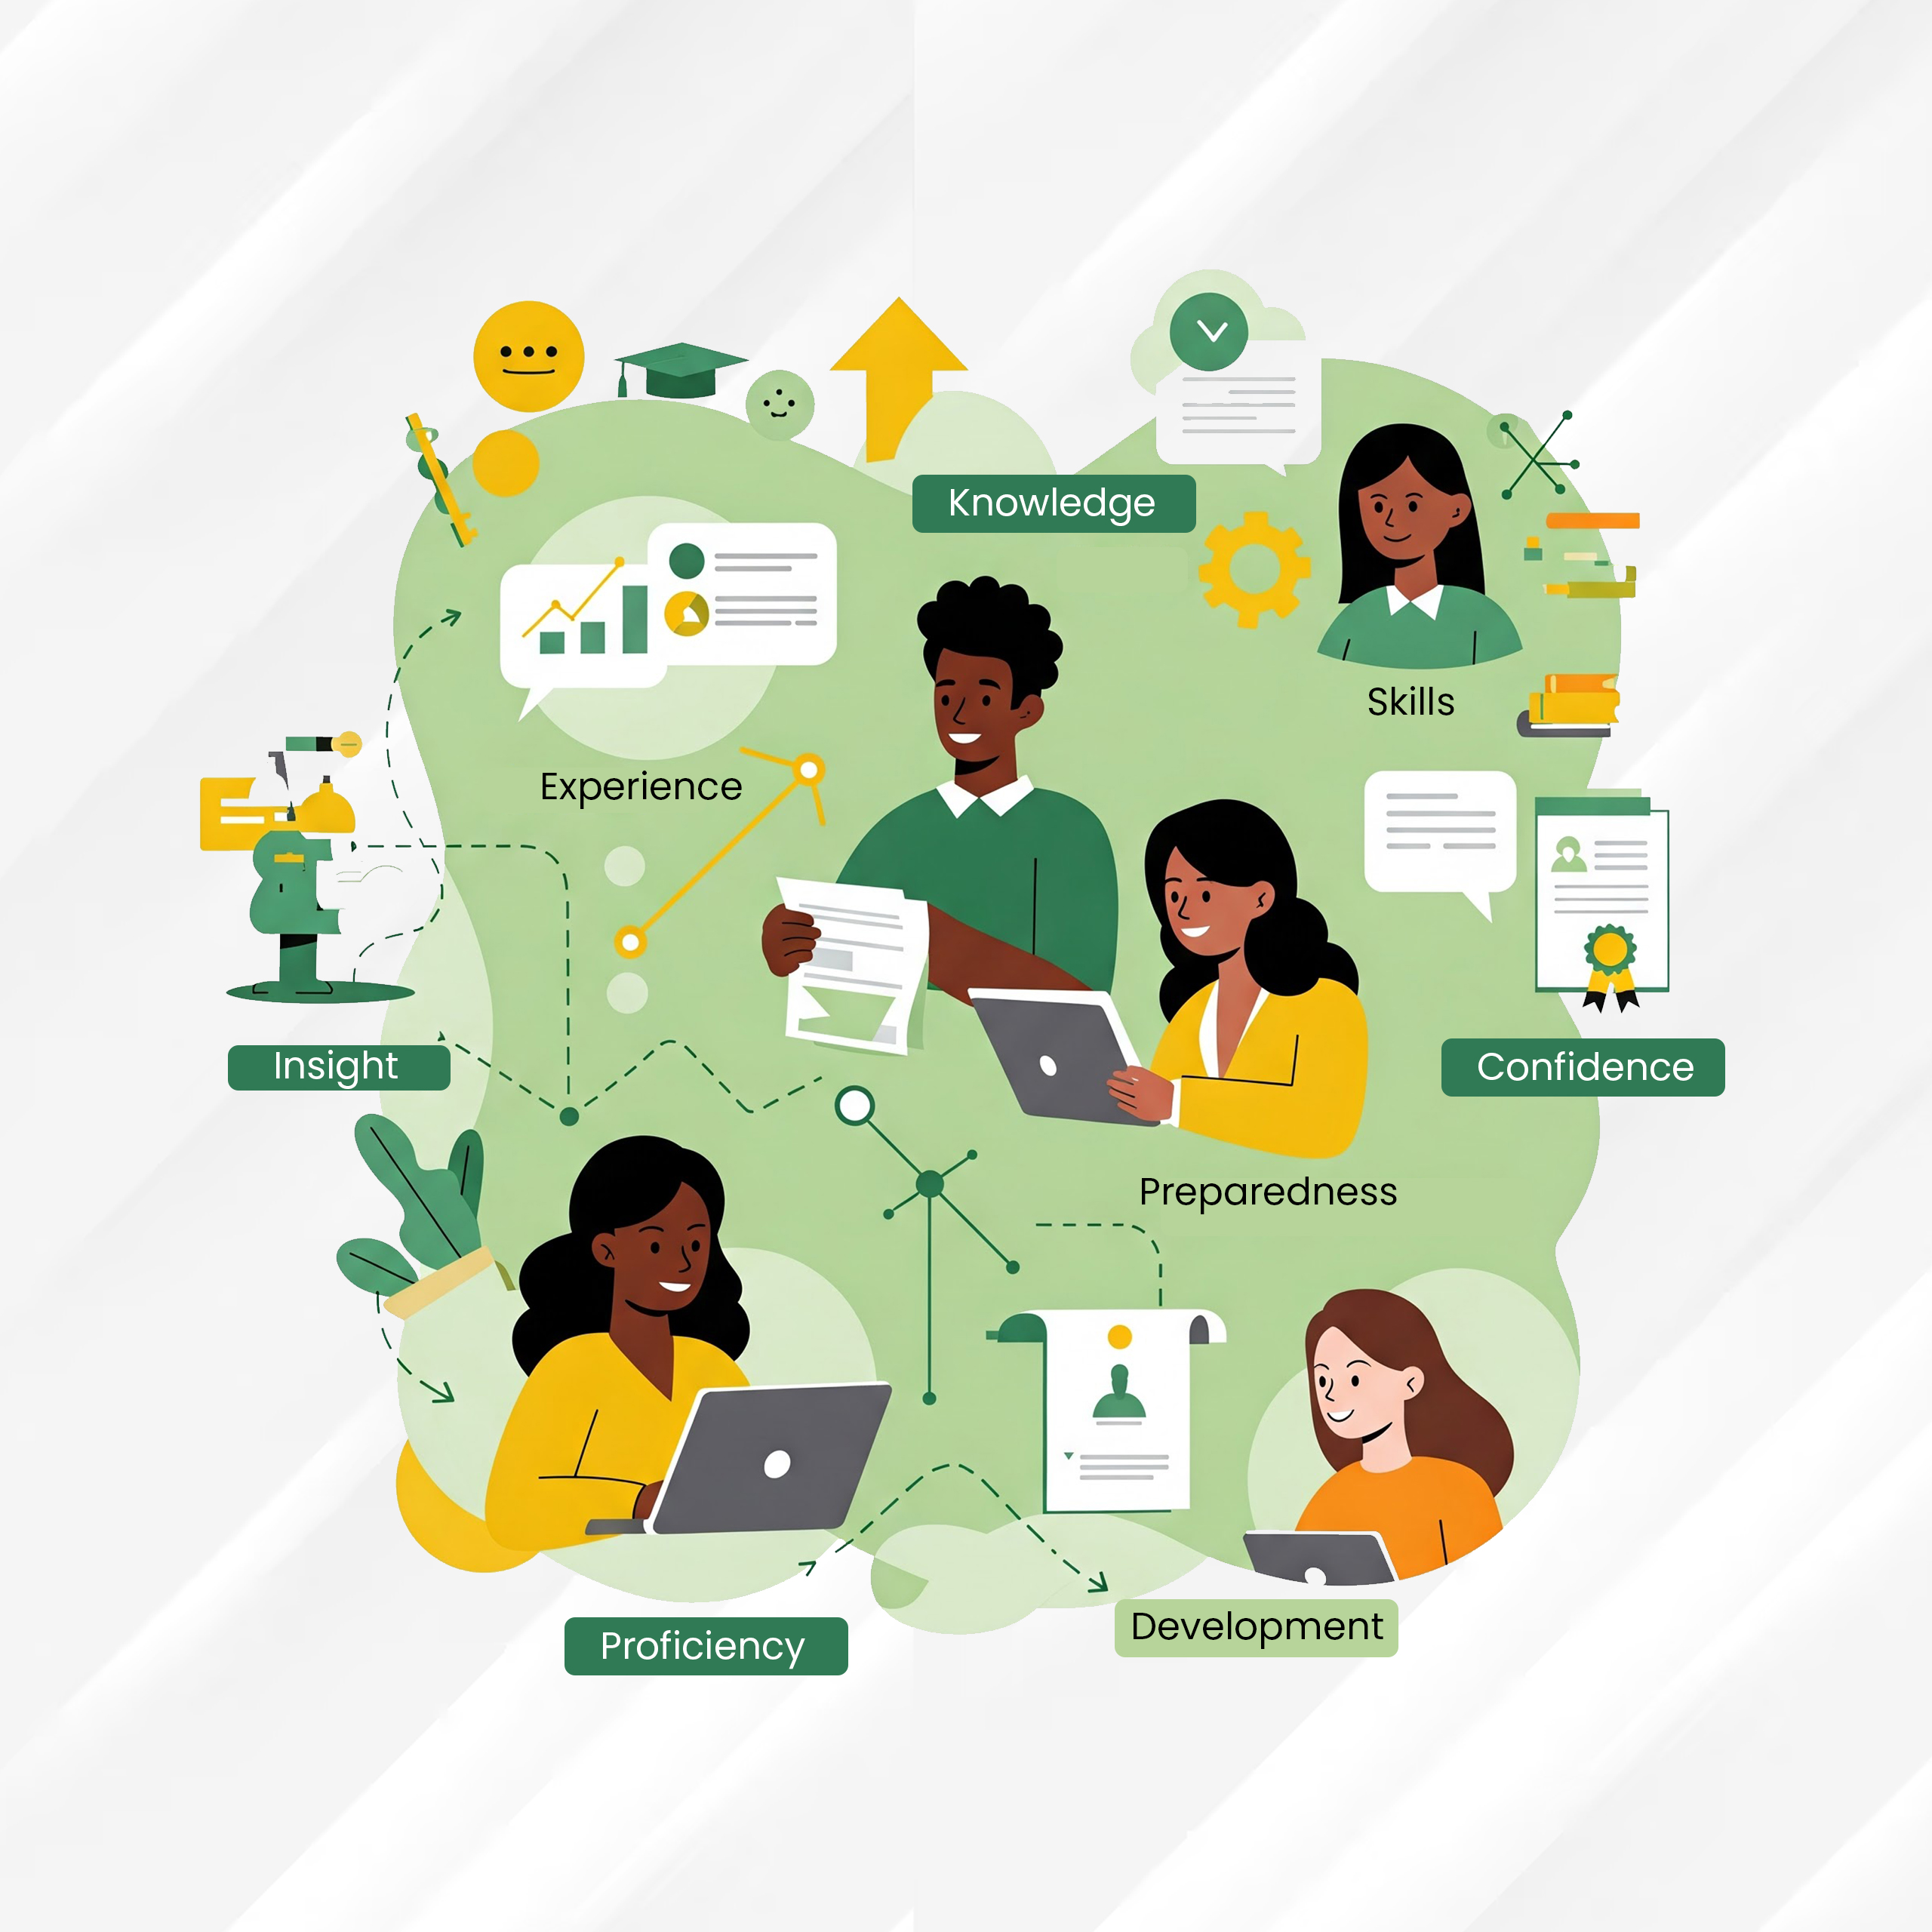 Knowledge
Skills
Experience
Insight
Confidence
Preparedness
Proficiency
Development